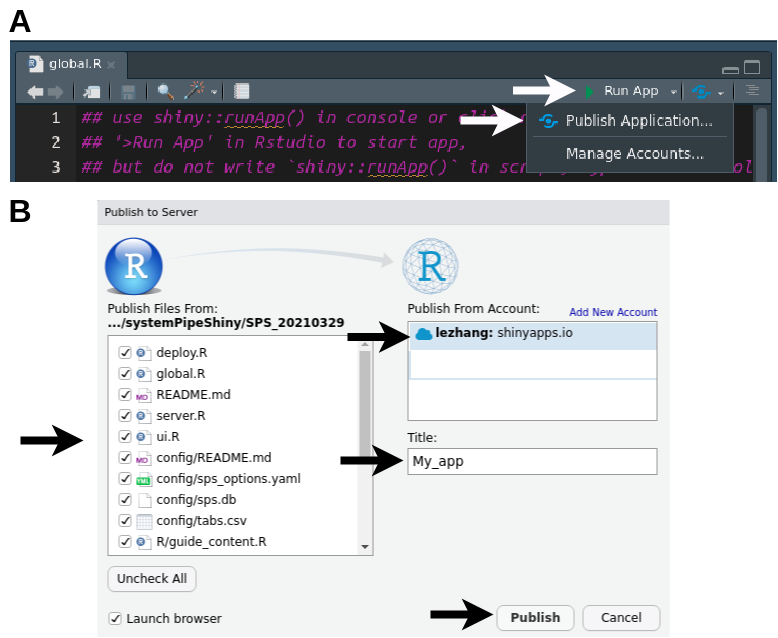 A
global.R
Run App
1 ## use shiny::runApp() in console or
2 ## '>Run App' in Rstudio to start app,
3 ## but do not write `shiny::runApp()` in
Publish Application...
Manage Accounts...
B
Publish to Server
R
R
Publish Files From:
.../systemPipeShiny/SPS_20210329
deploy.R
global.R
MD README.md
server.R
ui.R
MD config/README.md
YML config/sps_options.yaml
config/sps.db
config/tabs.csv
R/guide_content.R
Uncheck All
Launch browser
Publish From Account:
Add New Account
lezhang: shinyapps.io
Title:
My_app
Publish
Cancel